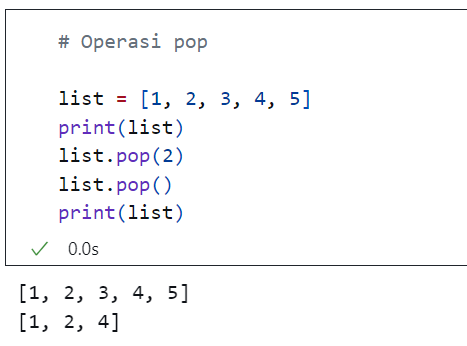 # Operasi pop
list = [1, 2, 3, 4, 5]
print(list)
list.pop(2)
list.pop()
print(list)
✓ 0.0s
[1, 2, 3, 4, 5]
[1, 2, 4]